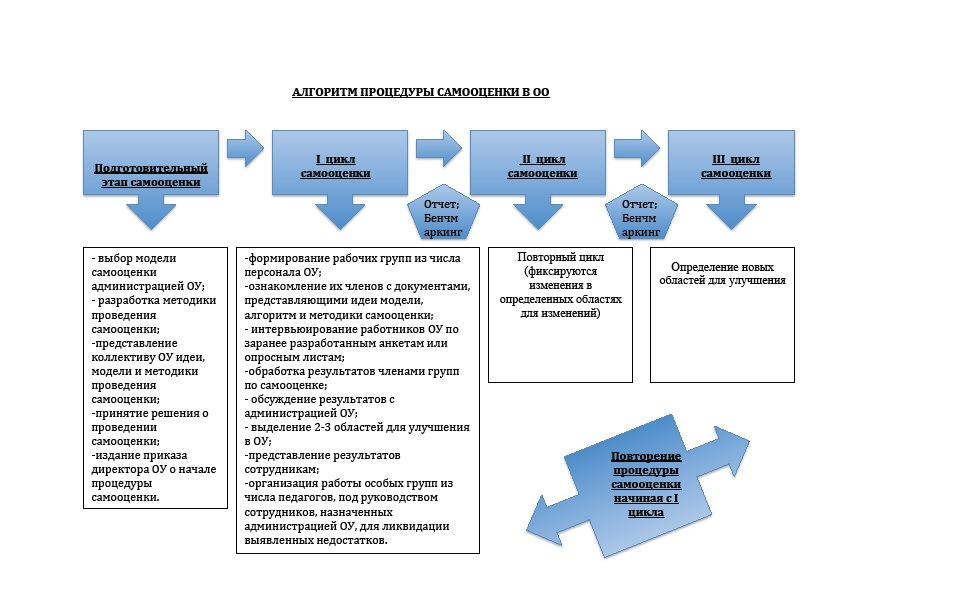 АЛГОРИТМ ПРОЦЕДУРЫ САМООЦЕНКИ В ОО
Подготовительный
этап самооценки
I цикл
самооценки
II цикл
самооценки
III цикл
самооценки
Отчет;
Бенчм
аркинг
Отчет;
Бенчм
аркинг
- выбор модели
самооценки
администрацией ОУ;
- разработка методики
проведения
самооценки;
-представление
коллективу ОУ идеи,
модели и методики
проведения
самооценки;
-принятие решения о
проведении
самооценки;
-издание приказа
директора ОУ о начале
процедуры
самооценки.
-формирование рабочих групп из числа
персонала ОУ;
-ознакомление их членов с документами,
представляющими идеи модели,
алгоритм и методики самооценки;
- интервьюирование работников ОУ по
заранее разработанным анкетам или
опросным листам;
-обработка результатов членами групп
по самооценке;
- обсуждение результатов с
администрацией ОУ;
- выделение 2-3 областей для улучшения
в ОУ;
-представление результатов
сотрудникам;
-организация работы особых групп из
числа педагогов, под руководством
сотрудников, назначенных
администрацией ОУ, для ликвидации
выявленных недостатков.
Повторный цикл
(фиксируются
изменения в
определенных областях
для изменений)
Определение новых
областей для улучшения
Повторение
процедуры
самооценки
начиная с I
цикла